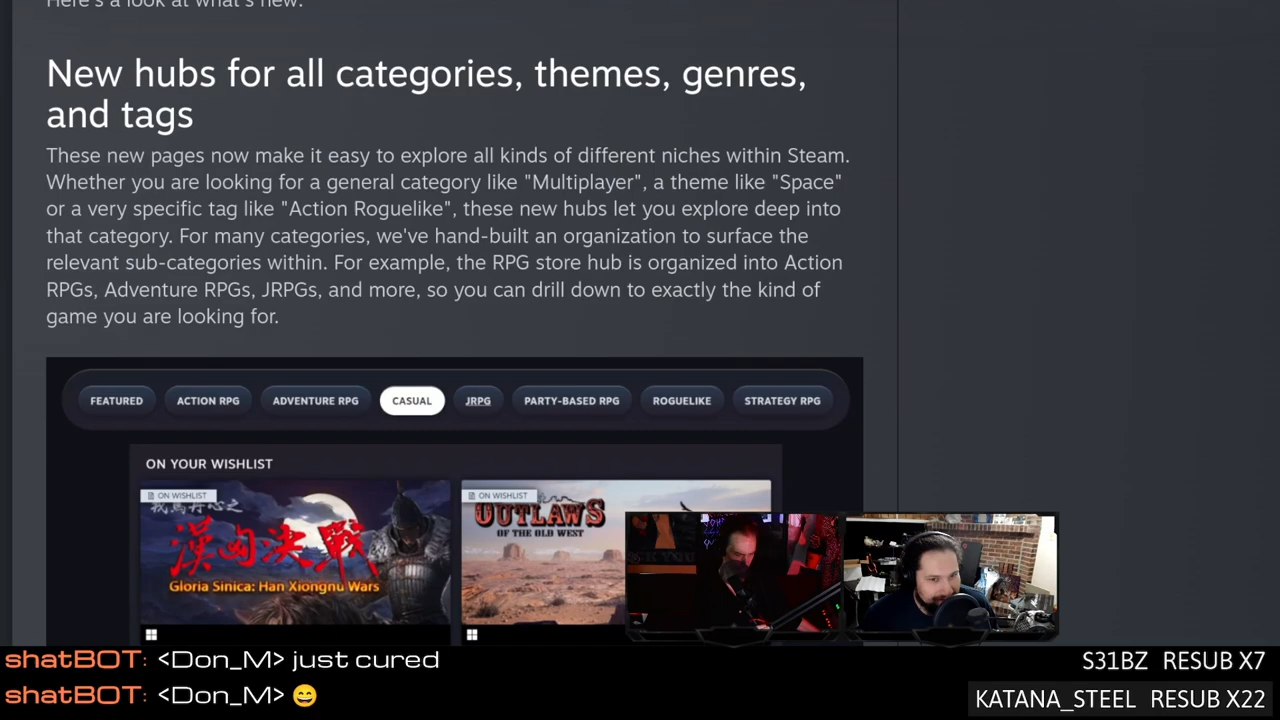 Here's a look at what's new:
New hubs for all categories, themes, genres,
and tags
These new pages now make it easy to explore all kinds of different niches within Steam.
Whether you are looking for a general category like "Multiplayer", a theme like "Space"
or a very specific tag like "Action Roguelike", these new hubs let you explore deep into
that category. For many categories, we've hand-built an organization to surface the
relevant sub-categories within. For example, the RPG store hub is organized into Action
RPGs, Adventure RPGs, JRPGs, and more, so you can drill down to exactly the kind of
game you are looking for.
FEATURED ACTION RPG ADVENTURE RPG CASUAL JRPG PARTY-BASED RPG ROGUELIKE STRATEGY RPG
ON YOUR WISHLIST
ON WISHLIST ON WISHLIST
漢匈決戰
Gloria Sinica: Han Xiongnu Wars
OUTLAWS
OF THE OLD WEST
shatBOT: <Don_M> just cured
shatBOT: <Don_M> 😄
S31BZ RESUB X7
KATANA_STEEL RESUB X22